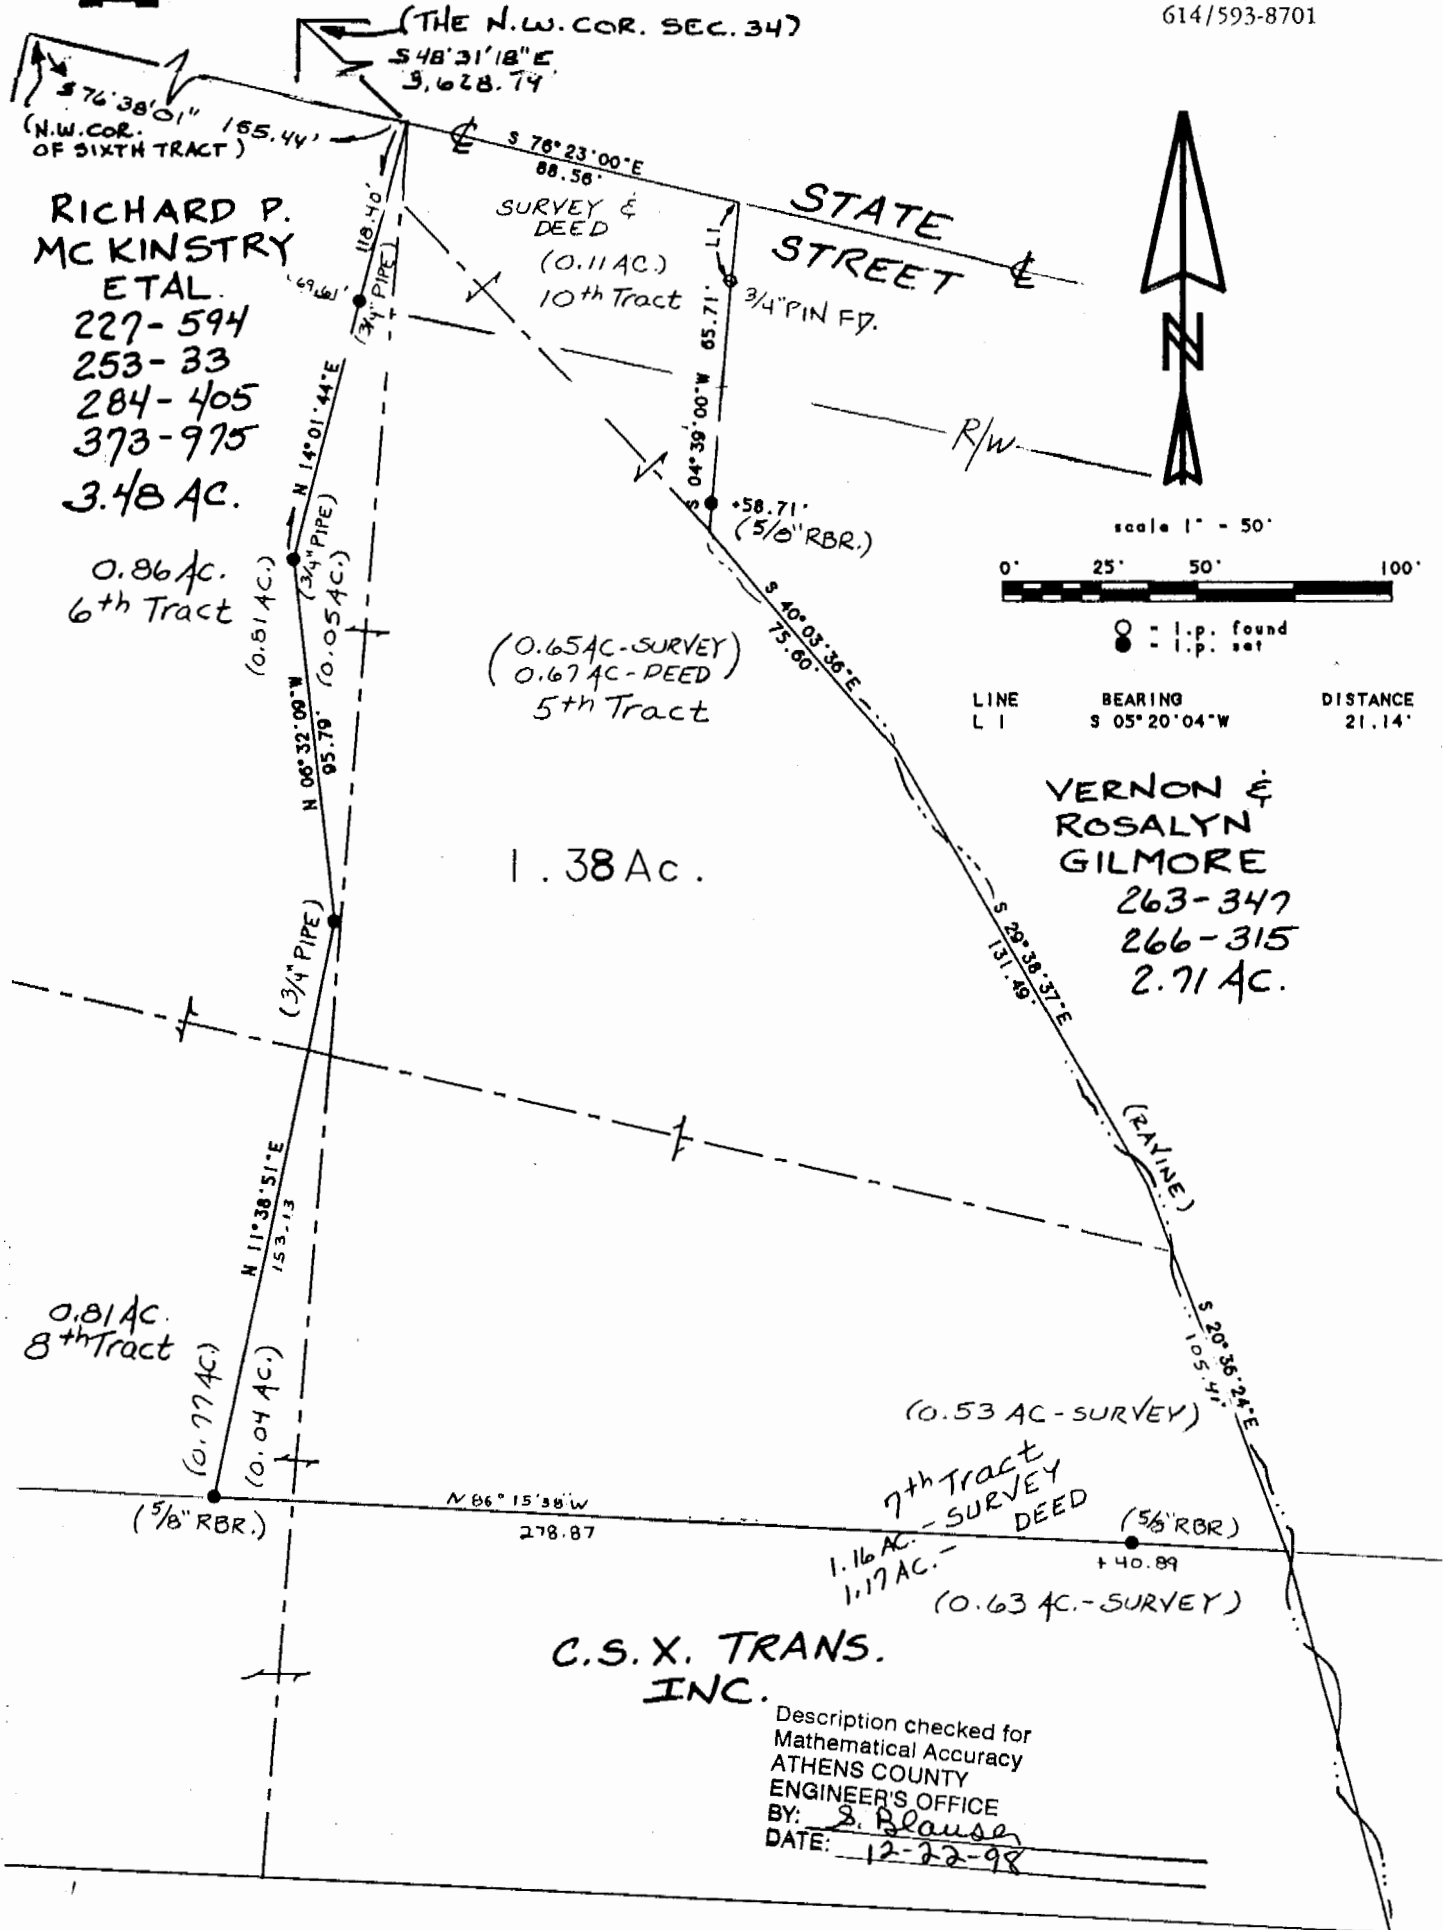 614/593-8701
(THE N.W. COR. SEC. 34)
S 48°31'18"E
3,628.74'
S 76°38'01"
165.44'
(N.W. COR.
OF SIXTH TRACT)
℄
S 76°23'00"E
88.56'
STATE
STREET
℄
SURVEY &
DEED
(0.11 AC.)
10th Tract
L1
3/4" PIN FD.
65.71'
S 04°39'00"W
+58.71'
(5/8" RBR.)
R/W
RICHARD P.
MCKINSTRY
ETAL.
227-594
253-33
284-405
373-975
3.48 AC.
118.40'
69.61'
(3/4" PIPE)
N 14°01'44"E
(3/4" PIPE)
0.86 AC.
6th Tract
(0.81 AC.)
(0.05 AC.)
N 06°32'09"W
95.79'
(3/4" PIPE)
N
scale 1" - 50'
0' 25' 50' 100'
○ - i.p. found
● - i.p. set
LINE BEARING DISTANCE
L 1 S 05°20'04"W 21.14'
(0.65 AC-SURVEY)
(0.67 AC-DEED)
5th Tract
S 40°03'36"E
75.60'
VERNON &
ROSALYN
GILMORE
263-347
266-315
2.71 AC.
1.38 Ac.
S 29°38'37"E
131.49'
(RAVINE)
N 11°38'51"E
153.13
0.81 AC.
8th Tract
(0.77 AC.)
(0.04 AC.)
S 20°36'24"E
105.41'
(0.53 AC-SURVEY)
7th Tract
1.16 AC. - SURVEY
1.17 AC. - DEED
(5/8" RBR.)
N 86°15'38"W
278.87
(5/8" RBR)
+40.89
(0.63 AC.-SURVEY)
C.S.X. TRANS.
INC.
Description checked for
Mathematical Accuracy
ATHENS COUNTY
ENGINEER'S OFFICE
BY: S. Blauser
DATE: 12-22-98